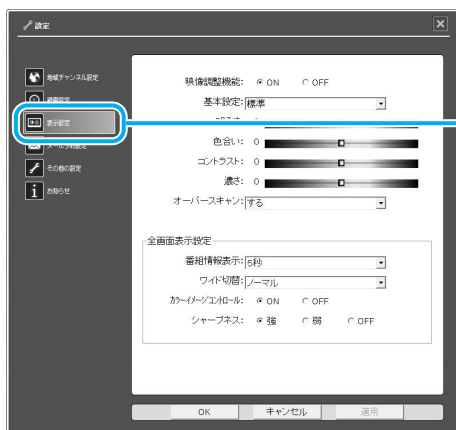 設定
地域チャンネル設定
表示設定
その他の設定
お知らせ
映像調整機能: ON OFF
基本設定: 標準
色合い: 0
コントラスト: 0
濃さ: 0
オーバースキャン: する
全画面表示設定
番組情報表示: 5秒
ワイド切替: ノーマル
カラーイメージコントロール: ON OFF
シャープネス: 強 弱 OFF
OK キャンセル 適用